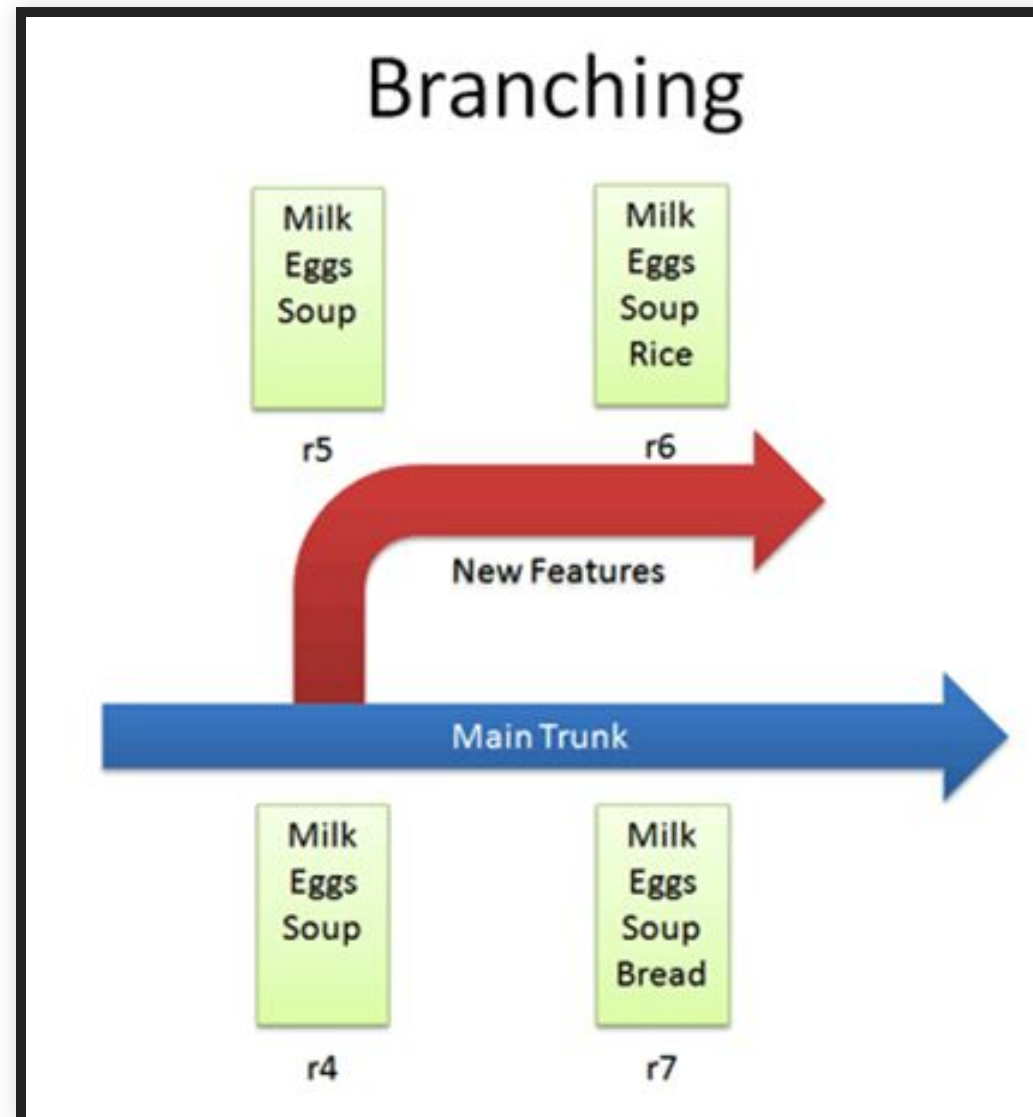 Branching
Milk
Eggs
Soup
r5
Milk
Eggs
Soup
Rice
r6
New Features
Main Trunk
Milk
Eggs
Soup
r4
Milk
Eggs
Soup
Bread
r7